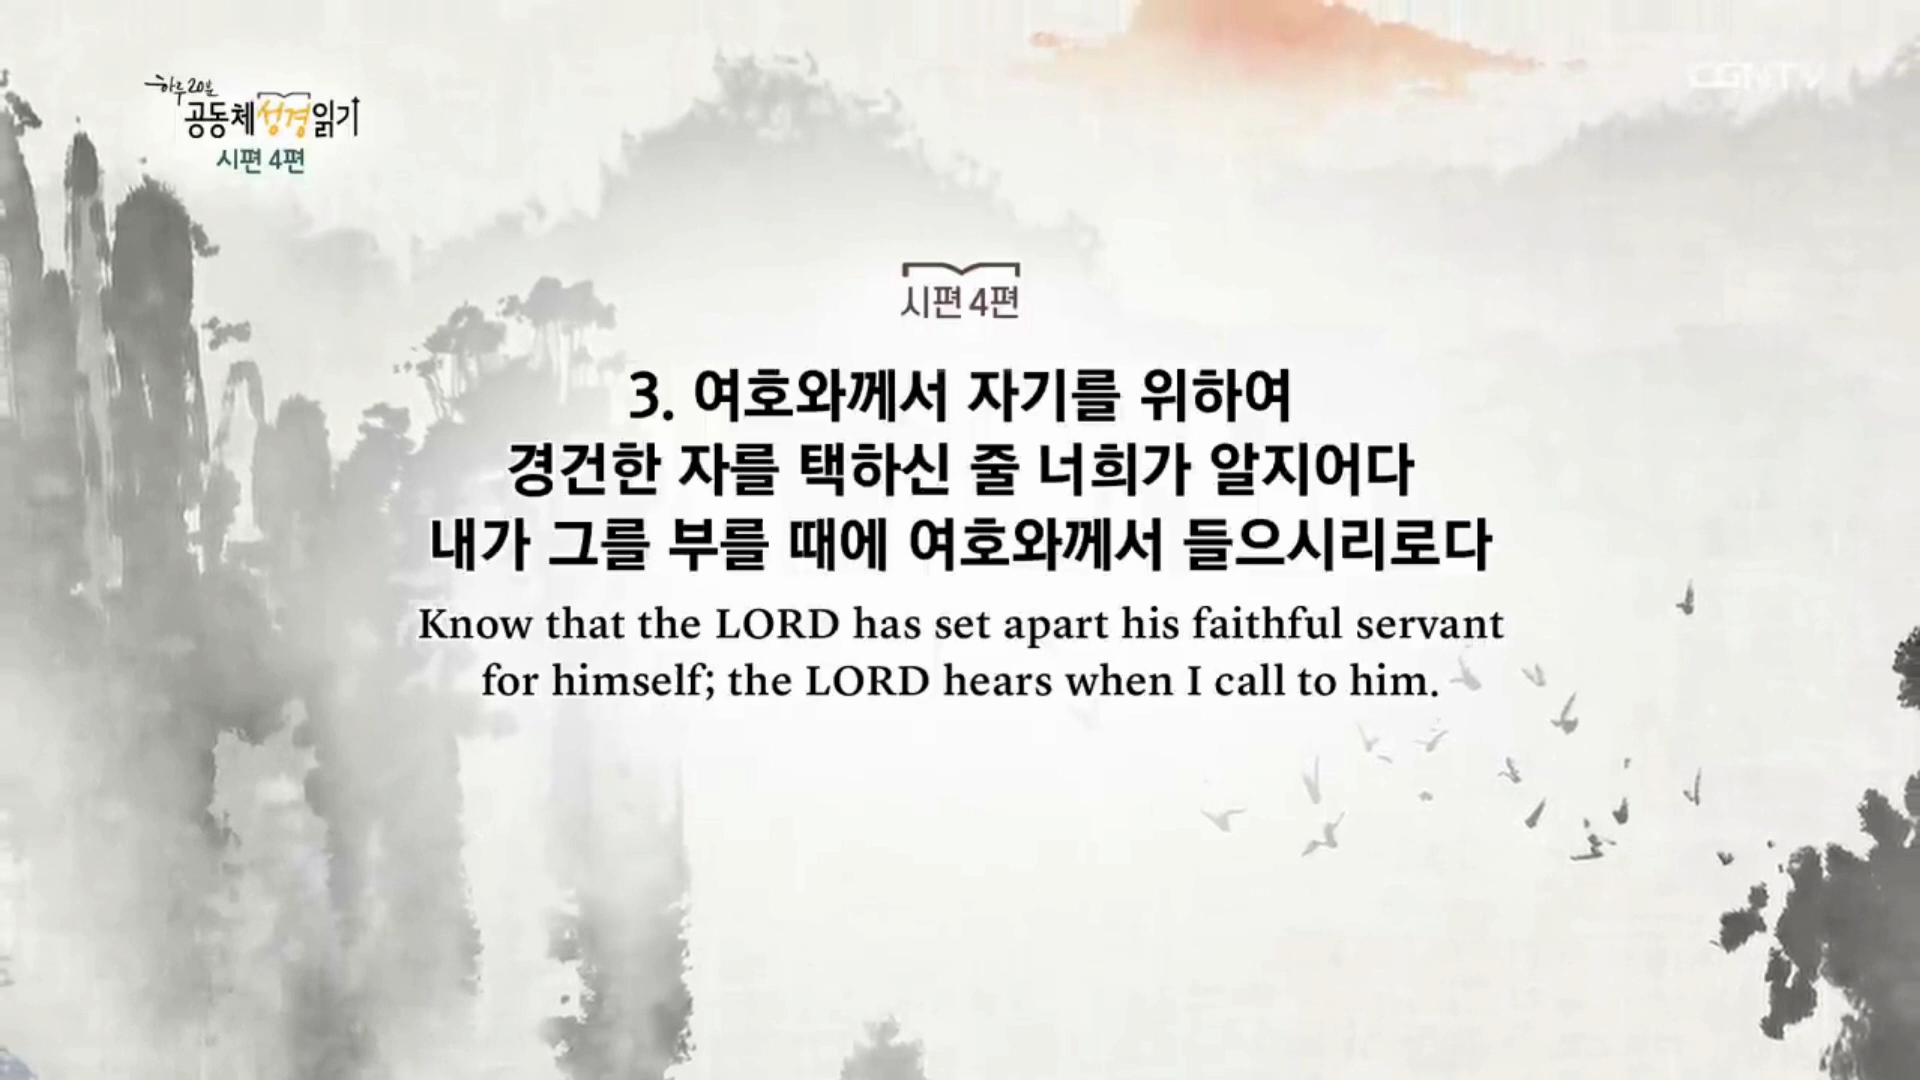 하루 20분
공동체성경읽기
시편 4편
CGNTV
시편 4편
3. 여호와께서 자기를 위하여
경건한 자를 택하신 줄 너희가 알지어다
내가 그를 부를 때에 여호와께서 들으시리로다
Know that the LORD has set apart his faithful servant
for himself; the LORD hears when I call to him.